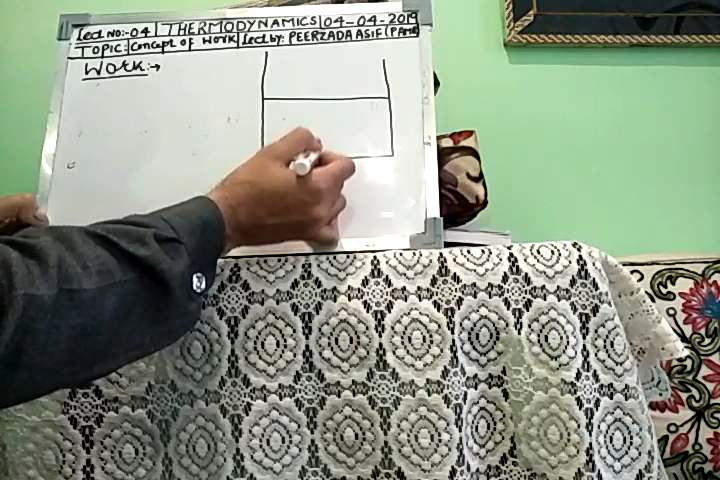 Lect NO:-04 | THERMODYNAMICS | 04-04-2019
TOPIC: Concept of WORK | Lect by: PEERZADA ASIF
WORK:→